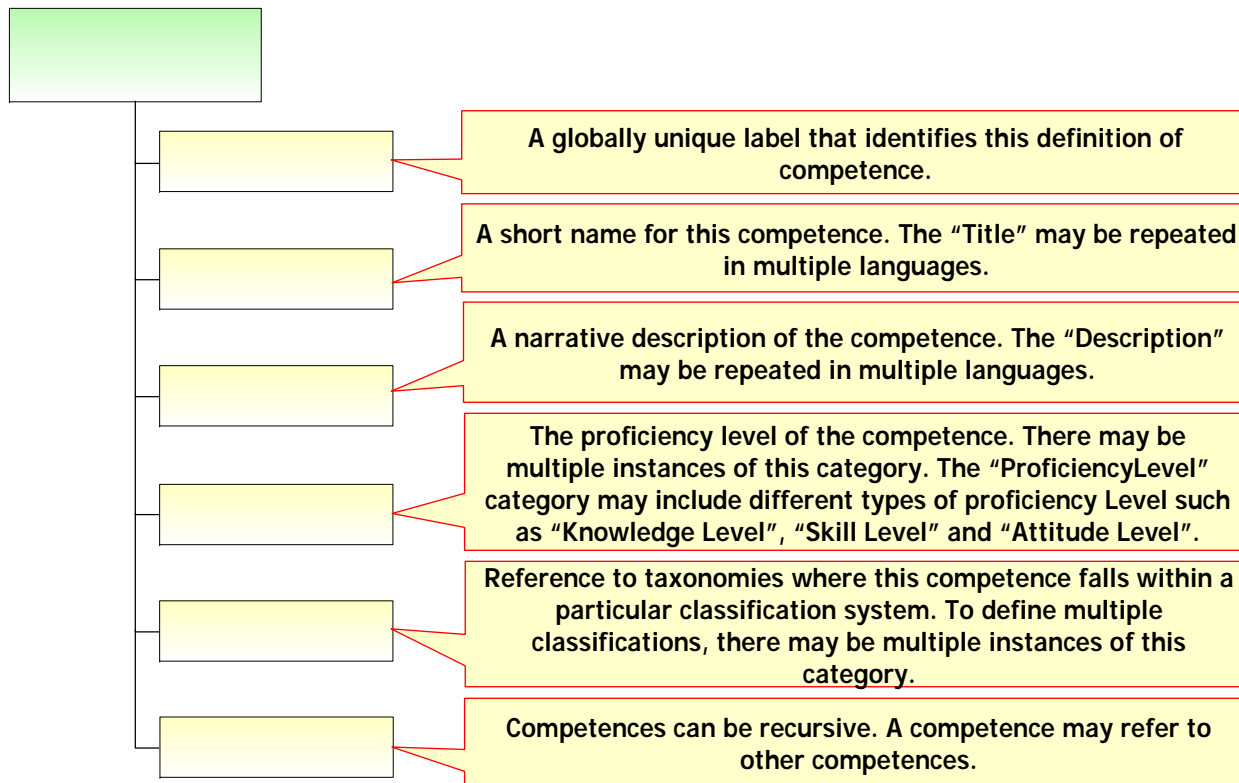 A globally unique label that identifies this definition of
competence.
A short name for this competence. The “Title” may be repeated
in multiple languages.
A narrative description of the competence. The “Description”
may be repeated in multiple languages.
The proficiency level of the competence. There may be
multiple instances of this category. The “ProficiencyLevel”
category may include different types of proficiency Level such
as “Knowledge Level”, “Skill Level” and “Attitude Level”.
Reference to taxonomies where this competence falls within a
particular classification system. To define multiple
classifications, there may be multiple instances of this
category.
Competences can be recursive. A competence may refer to
other competences.